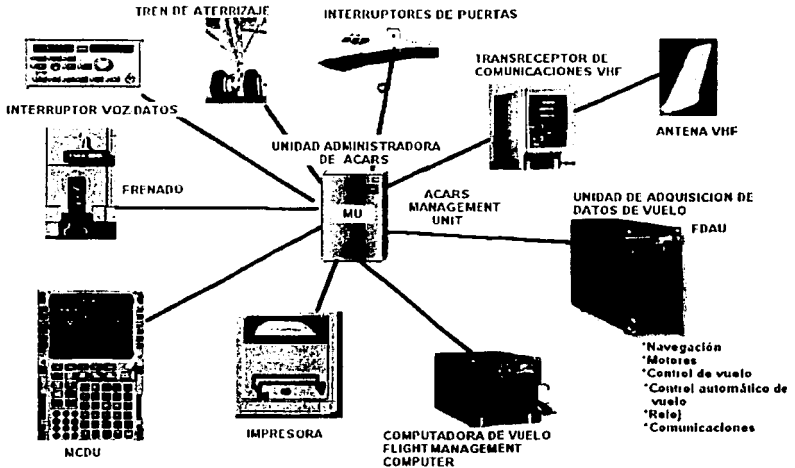 TREN DE ATERRIZAJE
INTERRUPTORES DE PUERTAS
TRANSRECEPTOR DE
COMUNICACIONES VHF
ANTENA VHF
INTERRUPTOR VOZ DATOS
UNIDAD ADMINISTRADORA
DE ACARS
FRENADO
MU
ACARS
MANAGEMENT
UNIT
UNIDAD DE ADQUISICION DE
DATOS DE VUELO
FDAU
*Navegación
*Motores
*Control de vuelo
*Control automático de
vuelo
*Reloj
*Comunicaciones
MCDU
IMPRESORA
COMPUTADORA DE VUELO
FLIGHT MANAGEMENT
COMPUTER